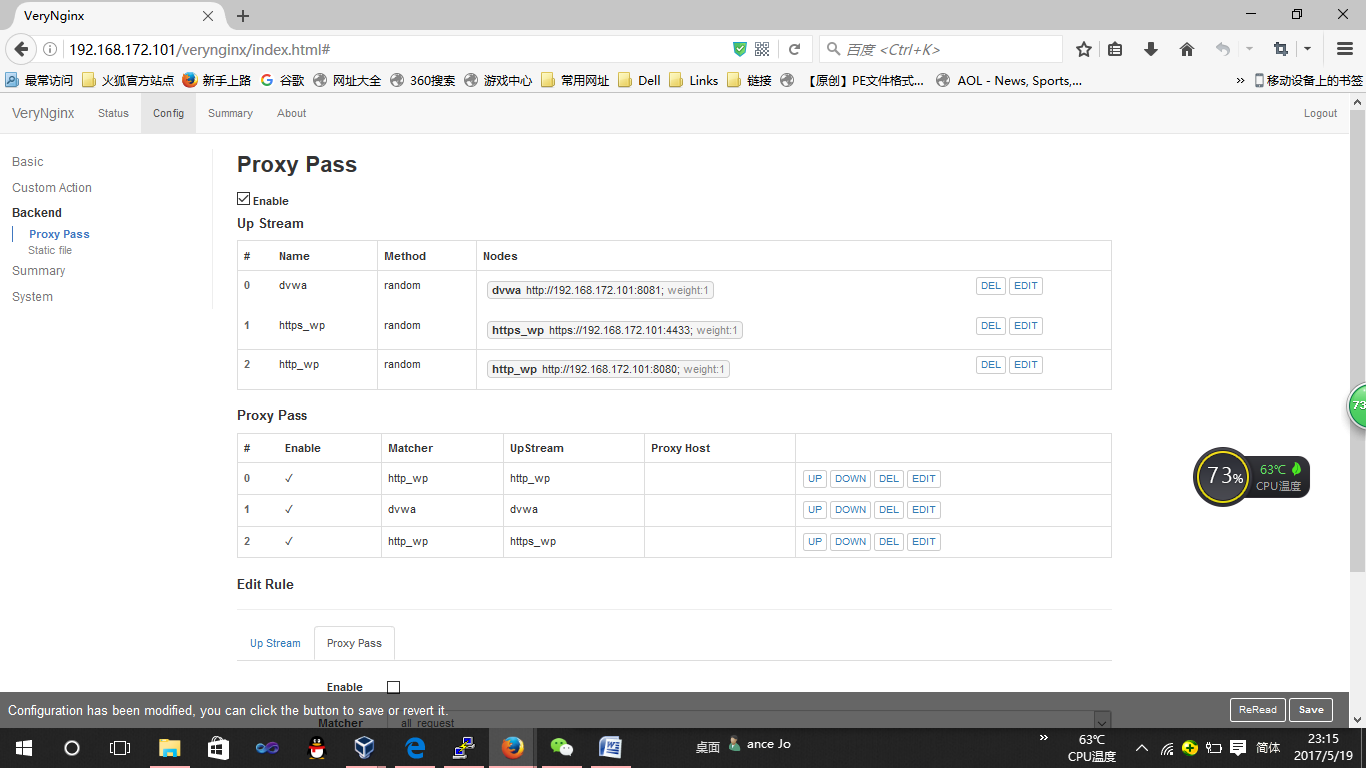 VeryNginx
192.168.172.101/verynginx/index.html#
百度 <Ctrl+K>
最常访问 火狐官方站点 新手上路 谷歌 网址大全 360搜索 游戏中心 常用网址 Dell Links 链接 【原创】PE文件格式... AOL - News, Sports,... » 移动设备上的书签
VeryNginx Status Config Summary About Logout
Basic
Custom Action
Backend
Proxy Pass
Static file
Summary
System
Proxy Pass
Enable
Up Stream
# Name Method Nodes
0 dvwa random dvwa http://192.168.172.101:8081; weight:1 DEL EDIT
1 https_wp random https_wp https://192.168.172.101:4433; weight:1 DEL EDIT
2 http_wp random http_wp http://192.168.172.101:8080; weight:1 DEL EDIT
Proxy Pass
# Enable Matcher UpStream Proxy Host
0 ✓ http_wp http_wp UP DOWN DEL EDIT
1 ✓ dvwa dvwa UP DOWN DEL EDIT
2 ✓ http_wp https_wp UP DOWN DEL EDIT
73
73% 63℃
CPU温度
Edit Rule
Up Stream Proxy Pass
Enable
Configuration has been modified, you can click the button to save or revert it. ReRead Save
Matcher all_request
桌面 ance Jo » 63℃ 简体 23:15
CPU温度 2017/5/19